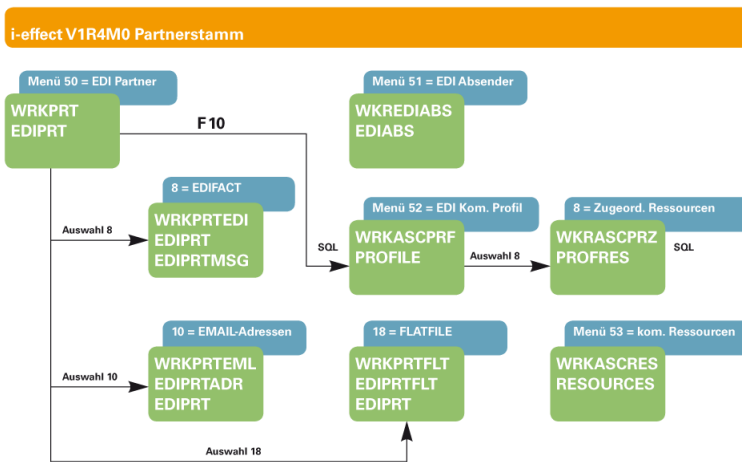 i-effect V1R4M0 Partnerstamm
Menü 50 = EDI Partner
WRKPRT
EDIPRT
F 10
Menü 51 = EDI Absender
WKREDIABS
EDIABS
8 = EDIFACT
Auswahl 8
WRKPRTEDI
EDIPRT
EDIPRTMSG
SQL
Menü 52 = EDI Kom. Profil
WRKASCPRF
PROFILE
Auswahl 8
8 = Zugeord. Ressourcen
WKRASCPRZ
PROFRES
SQL
10 = EMAIL-Adressen
Auswahl 10
WRKPRTEML
EDIPRTADR
EDIPRT
18 = FLATFILE
WRKPRTFLT
EDIPRTFLT
EDIPRT
Menü 53 = kom. Ressourcen
WRKASCRES
RESOURCES
Auswahl 18